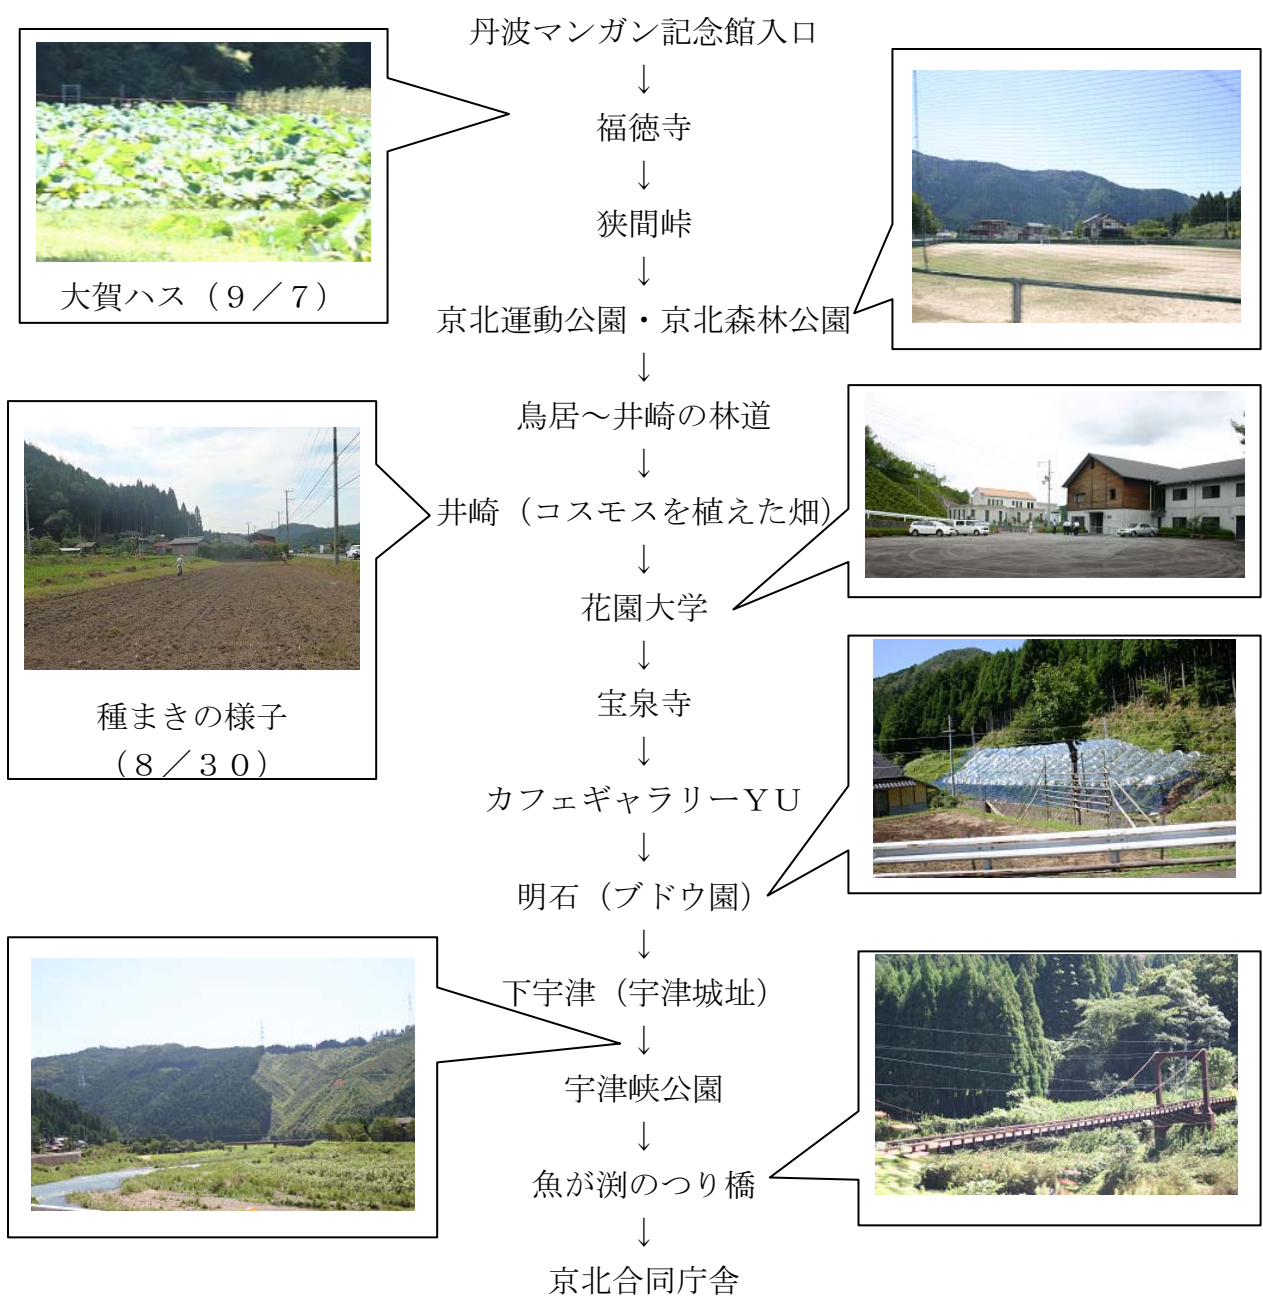 丹波マンガン記念館入口
↓
福徳寺
↓
狭間峠
↓
京北運動公園・京北森林公園
↓
鳥居～井崎の林道
↓
井崎（コスモスを植えた畑）
↓
花園大学
↓
宝泉寺
↓
カフェギャラリーＹＵ
↓
明石（ブドウ園）
↓
下宇津（宇津城址）
↓
宇津峡公園
↓
魚が渕のつり橋
↓
京北合同庁舎
大賀ハス（９／７）
種まきの様子
（８／３０）